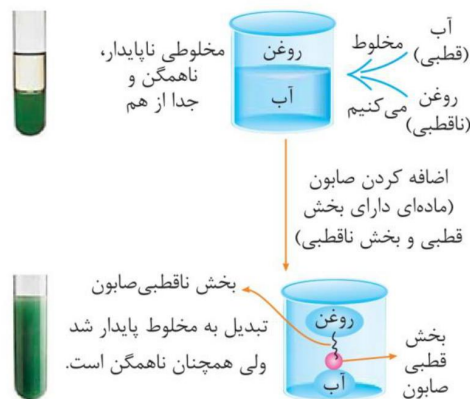 آب
(قطبی)
روغن
(ناقطبی)
مخلوط
می‌کنیم
روغن
آب
مخلوطی ناپایدار،
ناهمگن و
جدا از هم
اضافه کردن صابون
(ماده‌ای دارای بخش
قطبی و بخش ناقطبی)
بخش ناقطبی صابون
روغن
آب
بخش
قطبی
صابون
تبدیل به مخلوط پایدار شد
ولی همچنان ناهمگن است.